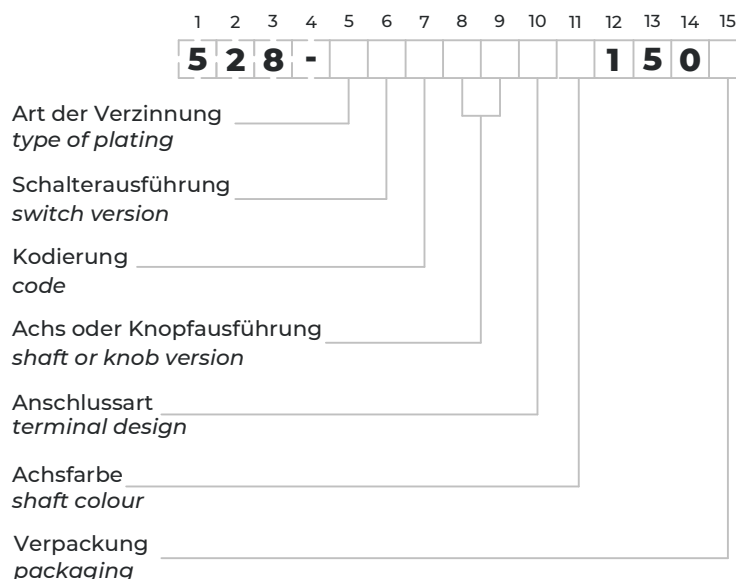 1 2 3 4 5 6 7 8 9 10 11 12 13 14 15
5 2 8 - 1 5 0
Art der Verzinnung
type of plating
Schalterausführung
switch version
Kodierung
code
Achs oder Knopfausführung
shaft or knob version
Anschlussart
terminal design
Achsfarbe
shaft colour
Verpackung
packaging